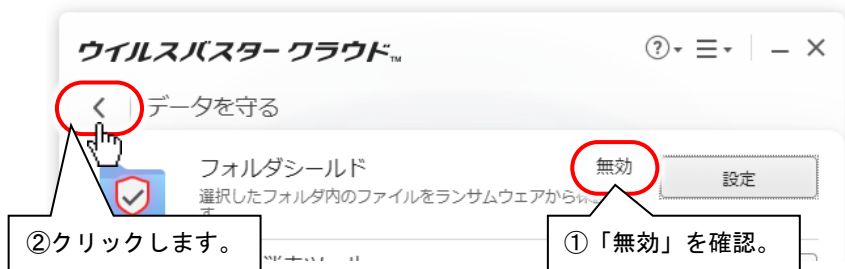 ウイルスバスター クラウド™
データを守る
フォルダシールド
無効
設定
選択したフォルダ内のファイルをランサムウェアから
す
②クリックします。
①「無効」を確認。